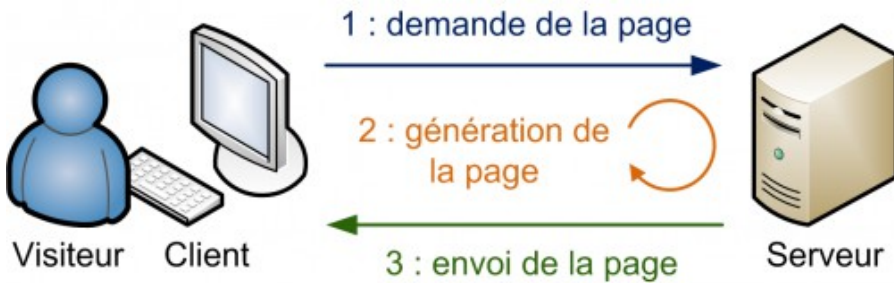 1 : demande de la page
2 : génération de
la page
3 : envoi de la page
Visiteur
Client
Serveur